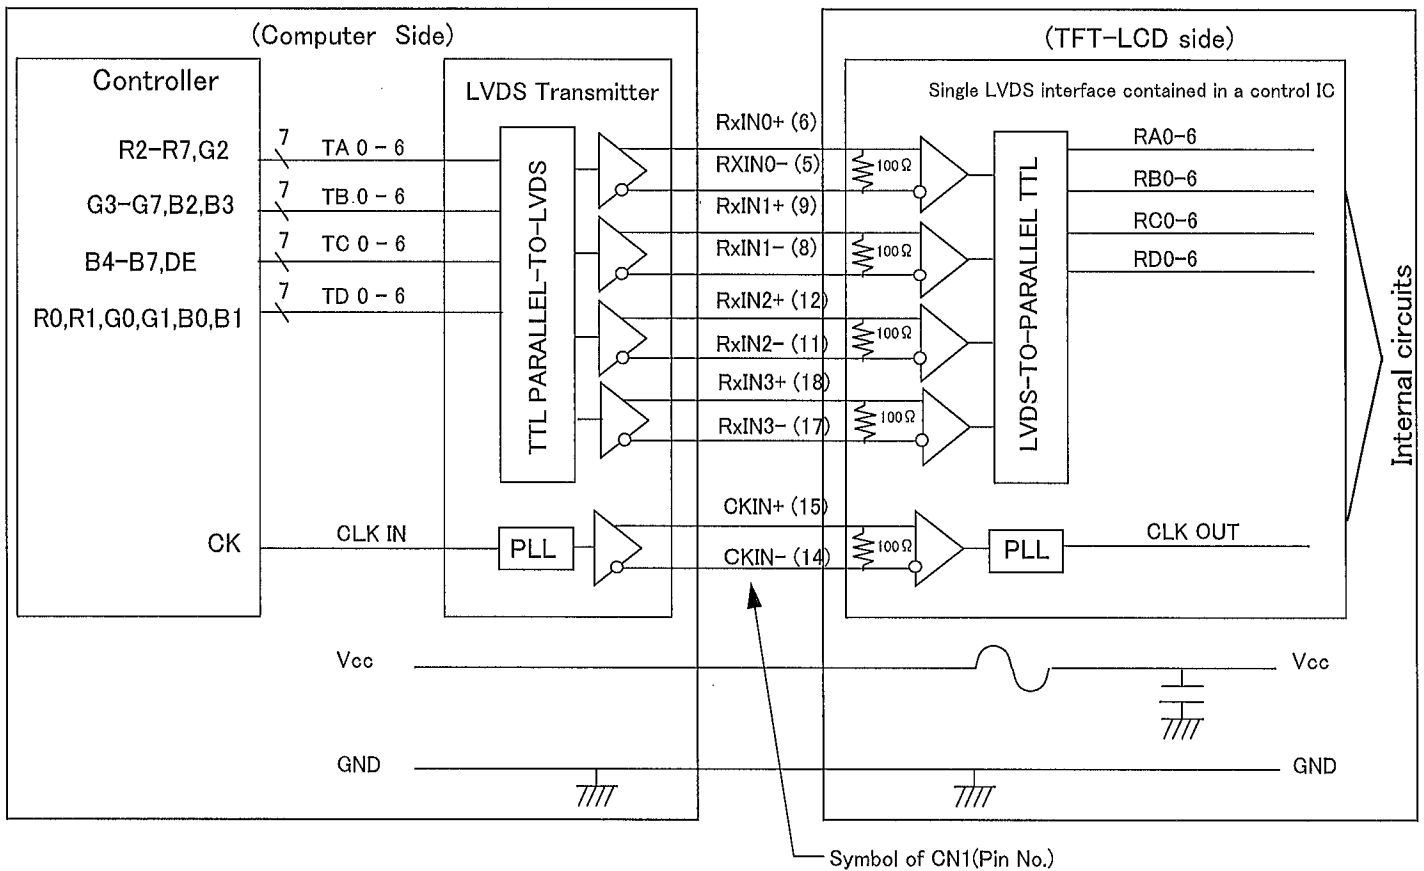 (Computer Side)
(TFT-LCD side)
Controller
LVDS Transmitter
Single LVDS interface contained in a control IC
R2-R7,G2
7
TA 0 - 6
G3-G7,B2,B3
7
TB.0 - 6
B4-B7,DE
7
TC 0 - 6
R0,R1,G0,G1,B0,B1
7
TD 0 - 6
TTL PARALLEL-TO-LVDS
RxIN0+ (6)
RXIN0- (5)
RxIN1+ (9)
RxIN1- (8)
RxIN2+ (12)
RxIN2- (11)
RxIN3+ (18)
RxIN3- (17)
100Ω
100Ω
100Ω
100Ω
LVDS-TO-PARALLEL TTL
RA0-6
RB0-6
RC0-6
RD0-6
Internal circuits
CK
CLK IN
PLL
CKIN+ (15)
CKIN- (14)
100Ω
PLL
CLK OUT
Vcc
Vcc
GND
GND
Symbol of CN1(Pin No.)